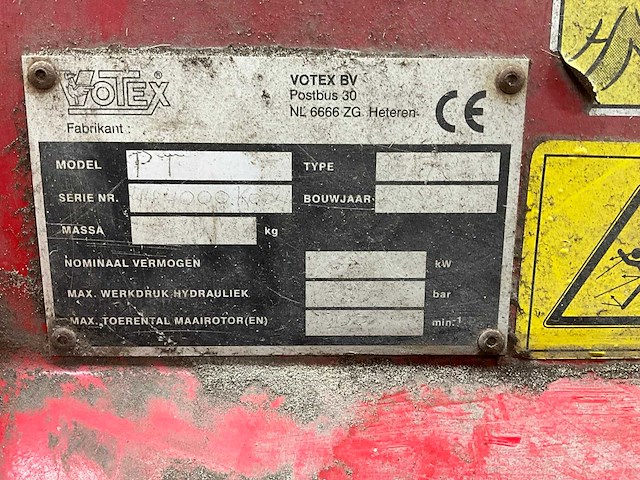 VOTEX®
VOTEX BV
Postbus 30
NL 6666 ZG Heteren
CE
Fabrikant :
MODEL PT TYPE
SERIE NR. BOUWJAAR
MASSA kg
NOMINAAL VERMOGEN kW
MAX. WERKDRUK HYDRAULIEK bar
MAX. TOERENTAL MAAIROTOR(EN) min.⁻¹